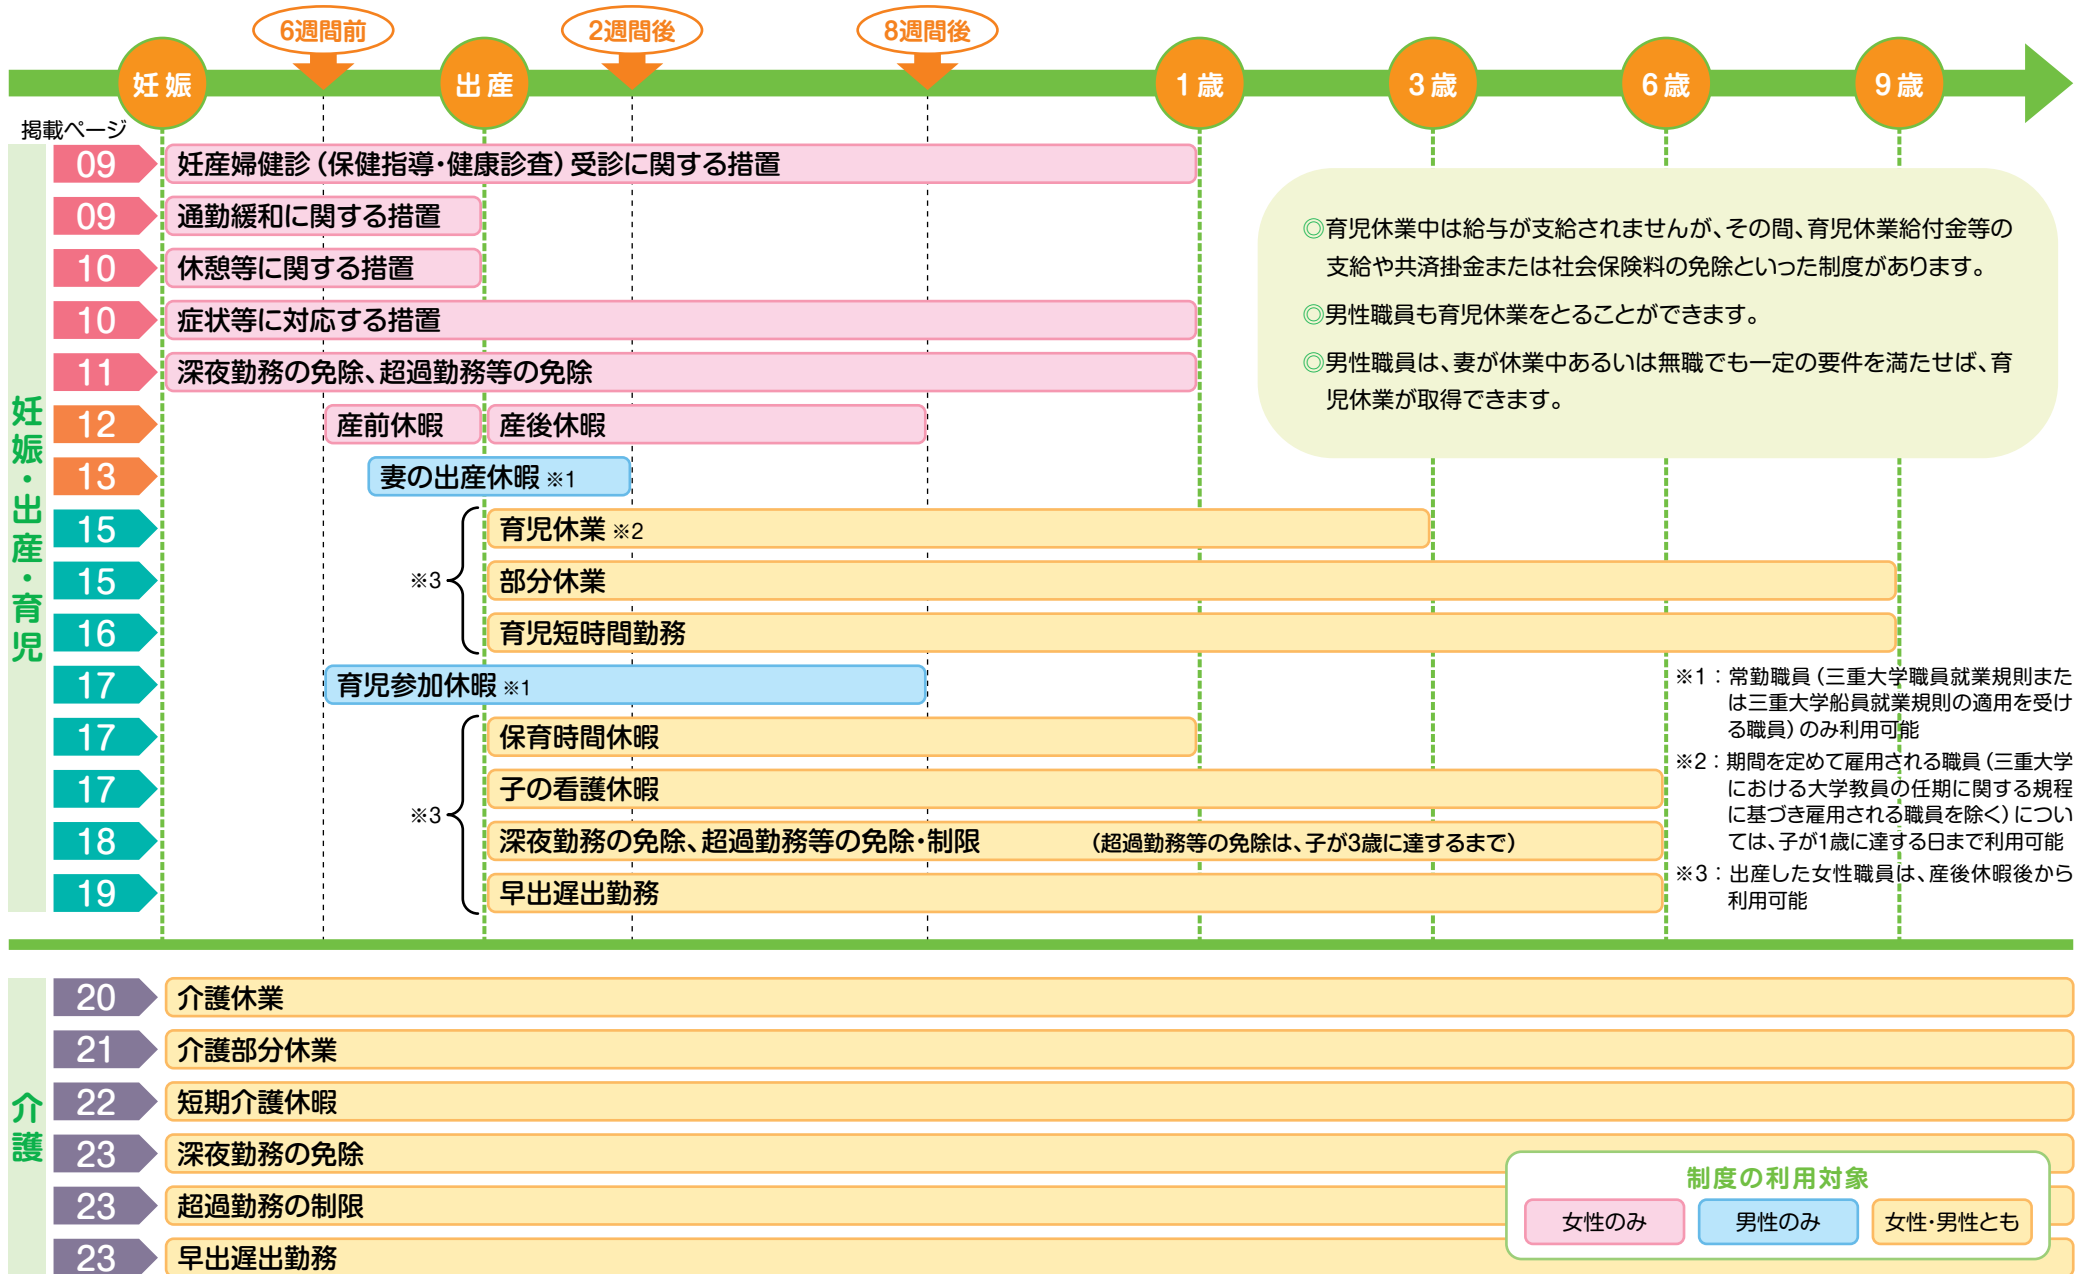 6週間前
2週間後
8週間後
妊娠
出産
1歳
3歳
6歳
9歳
掲載ページ
妊娠・出産・育児
09 妊産婦健診(保健指導・健康診査)受診に関する措置
09 通勤緩和に関する措置
10 休憩等に関する措置
10 症状等に対応する措置
11 深夜勤務の免除、超過勤務等の免除
12 産前休暇 産後休暇
13 妻の出産休暇 ※1
15 育児休業 ※2
※3
15 部分休業
16 育児短時間勤務
17 育児参加休暇 ※1
17 保育時間休暇
17 子の看護休暇
※3
18 深夜勤務の免除、超過勤務等の免除・制限 (超過勤務等の免除は、子が3歳に達するまで)
19 早出遅出勤務
◎育児休業中は給与が支給されませんが、その間、育児休業給付金等の
支給や共済掛金または社会保険料の免除といった制度があります。
◎男性職員も育児休業をとることができます。
◎男性職員は、妻が休業中あるいは無職でも一定の要件を満たせば、育
児休業が取得できます。
※1:常勤職員(三重大学職員就業規則また
は三重大学船員就業規則の適用を受け
る職員)のみ利用可能
※2:期間を定めて雇用される職員(三重大学
における大学教員の任期に関する規程
に基づき雇用される職員を除く)につい
ては、子が1歳に達する日まで利用可能
※3:出産した女性職員は、産後休暇後から
利用可能
介護
20 介護休業
21 介護部分休業
22 短期介護休暇
23 深夜勤務の免除
23 超過勤務の制限
23 早出遅出勤務
制度の利用対象
女性のみ
男性のみ
女性・男性とも